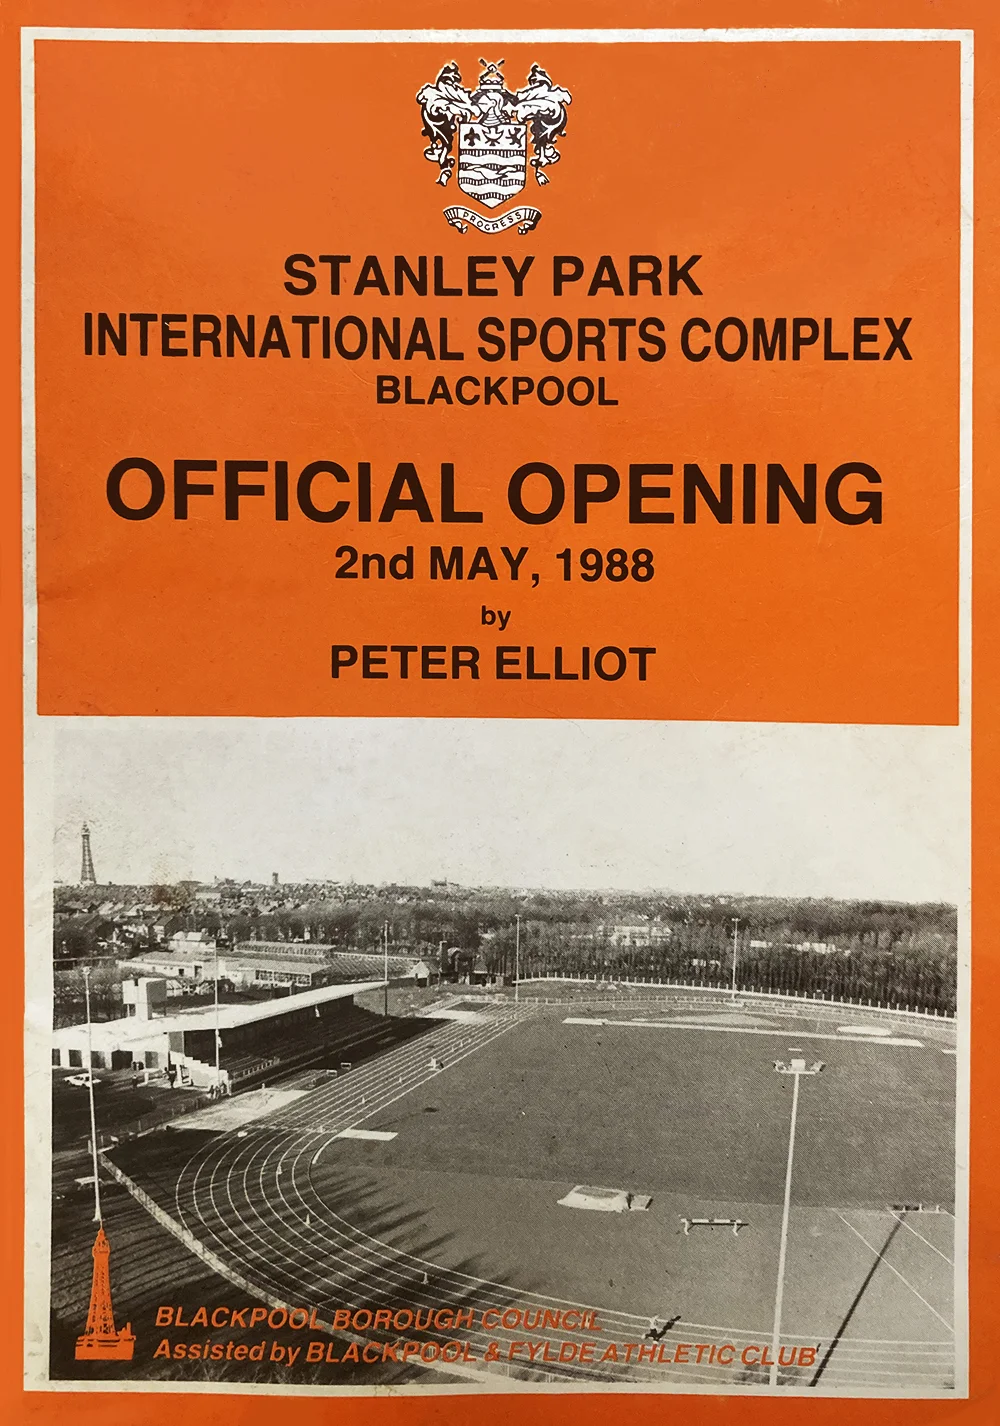 PROGRESS
STANLEY PARK
INTERNATIONAL SPORTS COMPLEX
BLACKPOOL
OFFICIAL OPENING
2nd MAY, 1988
by
PETER ELLIOT
BLACKPOOL BOROUGH COUNCIL
Assisted by BLACKPOOL & FYLDE ATHLETIC CLUB